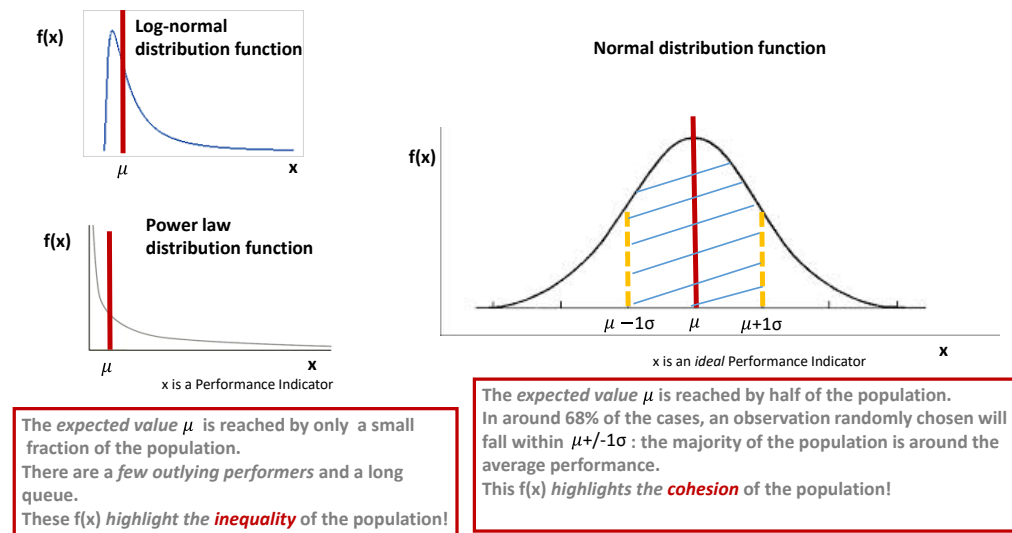 f(x)
Log-normal
distribution function
μ
x
f(x)
Power law
distribution function
x
μ
x is a Performance Indicator
The expected value μ is reached by only a small
fraction of the population.
There are a few outlying performers and a long
queue.
These f(x) highlight the inequality of the population!
Normal distribution function
f(x)
μ −1σ
μ
μ+1σ
x
x is an ideal Performance Indicator
The expected value μ is reached by half of the population.
In around 68% of the cases, an observation randomly chosen will
fall within μ+/-1σ : the majority of the population is around the
average performance.
This f(x) highlights the cohesion of the population!